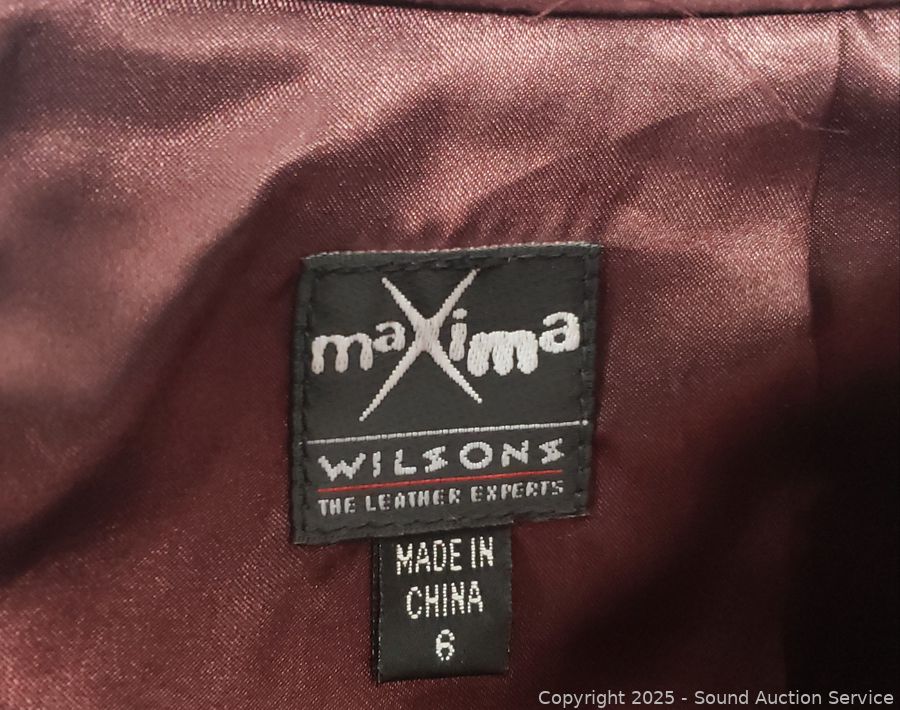 maXima
WILSONS
THE LEATHER EXPERTS
MADE IN
CHINA
6
Copyright 2025 - Sound Auction Service